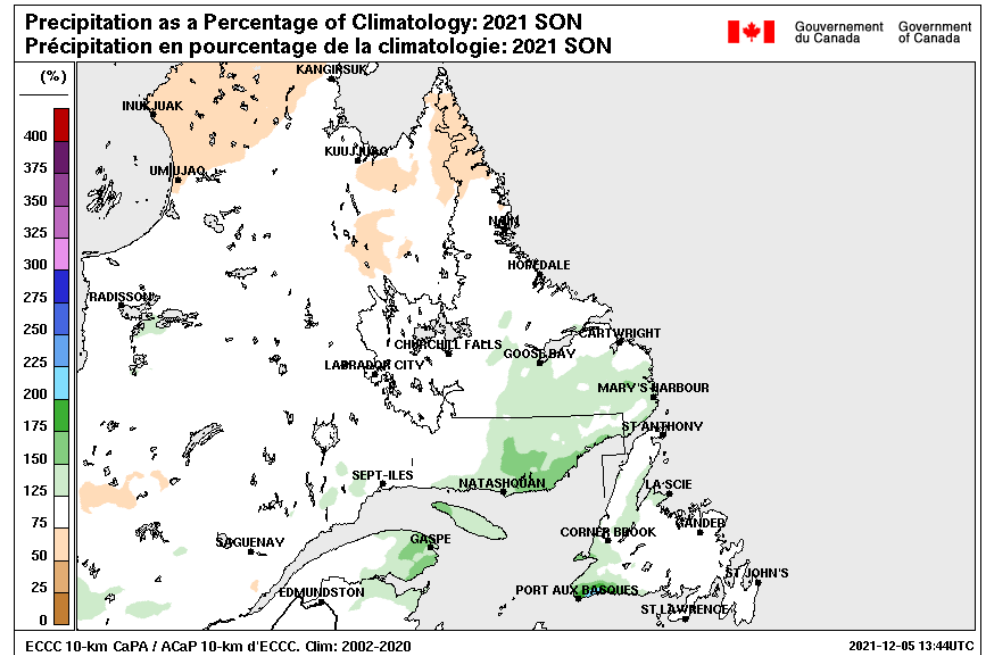 Precipitation as a Percentage of Climatology: 2021 SON
Précipitation en pourcentage de la climatologie: 2021 SON
Gouvernement du Canada
Government of Canada
(%)
400
375
350
325
300
275
250
225
200
175
150
125
75
50
25
0
KANGIRSUK
INUKJUAK
KUUJJUAQ
UMIUJAQ
NAIN
HOPEDALE
RADISSON
CARTWRIGHT
CHURCHILL FALLS
GOOSE BAY
LABRADOR CITY
MARY'S HARBOUR
ST ANTHONY
SEPT-ILES
NATASHQUAN
LA SCIE
GANDER
CORNER BROOK
GASPE
SAGUENAY
ST JOHN'S
EDMUNDSTON
PORT AUX BASQUES
ST LAWRENCE
ECCC 10-km CaPA / ACaP 10-km d'ECCC. Clim: 2002-2020
2021-12-05 13:44UTC